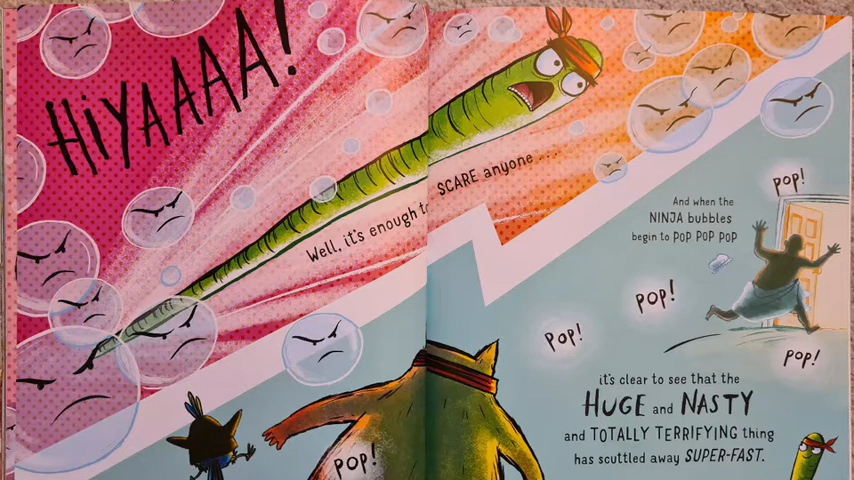 HiYAAAA!
Well, it's enough to SCARE anyone ....
POP!
And when the
NINJA bubbles
begin to POP POP POP
POP!
POP!
POP!
POP!
it's clear to see that the
HUGE and NASTY
and TOTALLY TERRIFYING thing
has scuttled away SUPER-FAST.